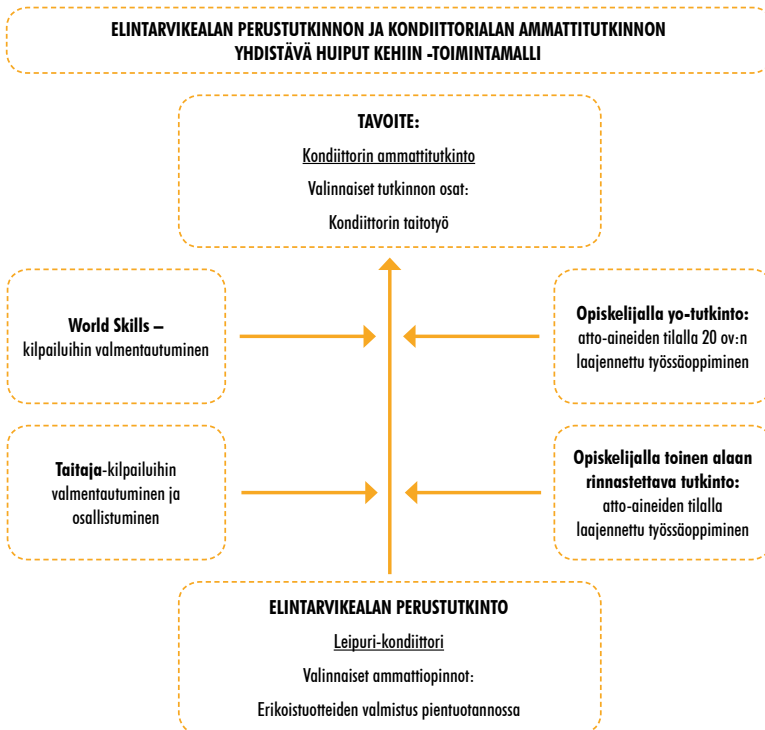 ELINTARVIKEALAN PERUSTUTKINNON JA KONDIITTORIALAN AMMATTITUTKINNON
YHDISTÄVÄ HUIPUT KEHIIN -TOIMINTAMALLI
TAVOITE:
Kondiittorin ammattitutkinto
Valinnaiset tutkinnon osat:
Kondiittorin taitotyö
World Skills –
kilpailuihin valmentautuminen
Opiskelijalla yo-tutkinto:
atto-aineiden tilalla 20 ov:n
laajennettu työssäoppiminen
Taitaja-kilpailuihin
valmentautuminen ja
osallistuminen
Opiskelijalla toinen alaan
rinnastettava tutkinto:
atto-aineiden tilalla
laajennettu työssäoppiminen
ELINTARVIKEALAN PERUSTUTKINTO
Leipuri-kondiittori
Valinnaiset ammattiopinnot:
Erikoistuotteiden valmistus pientuotannossa